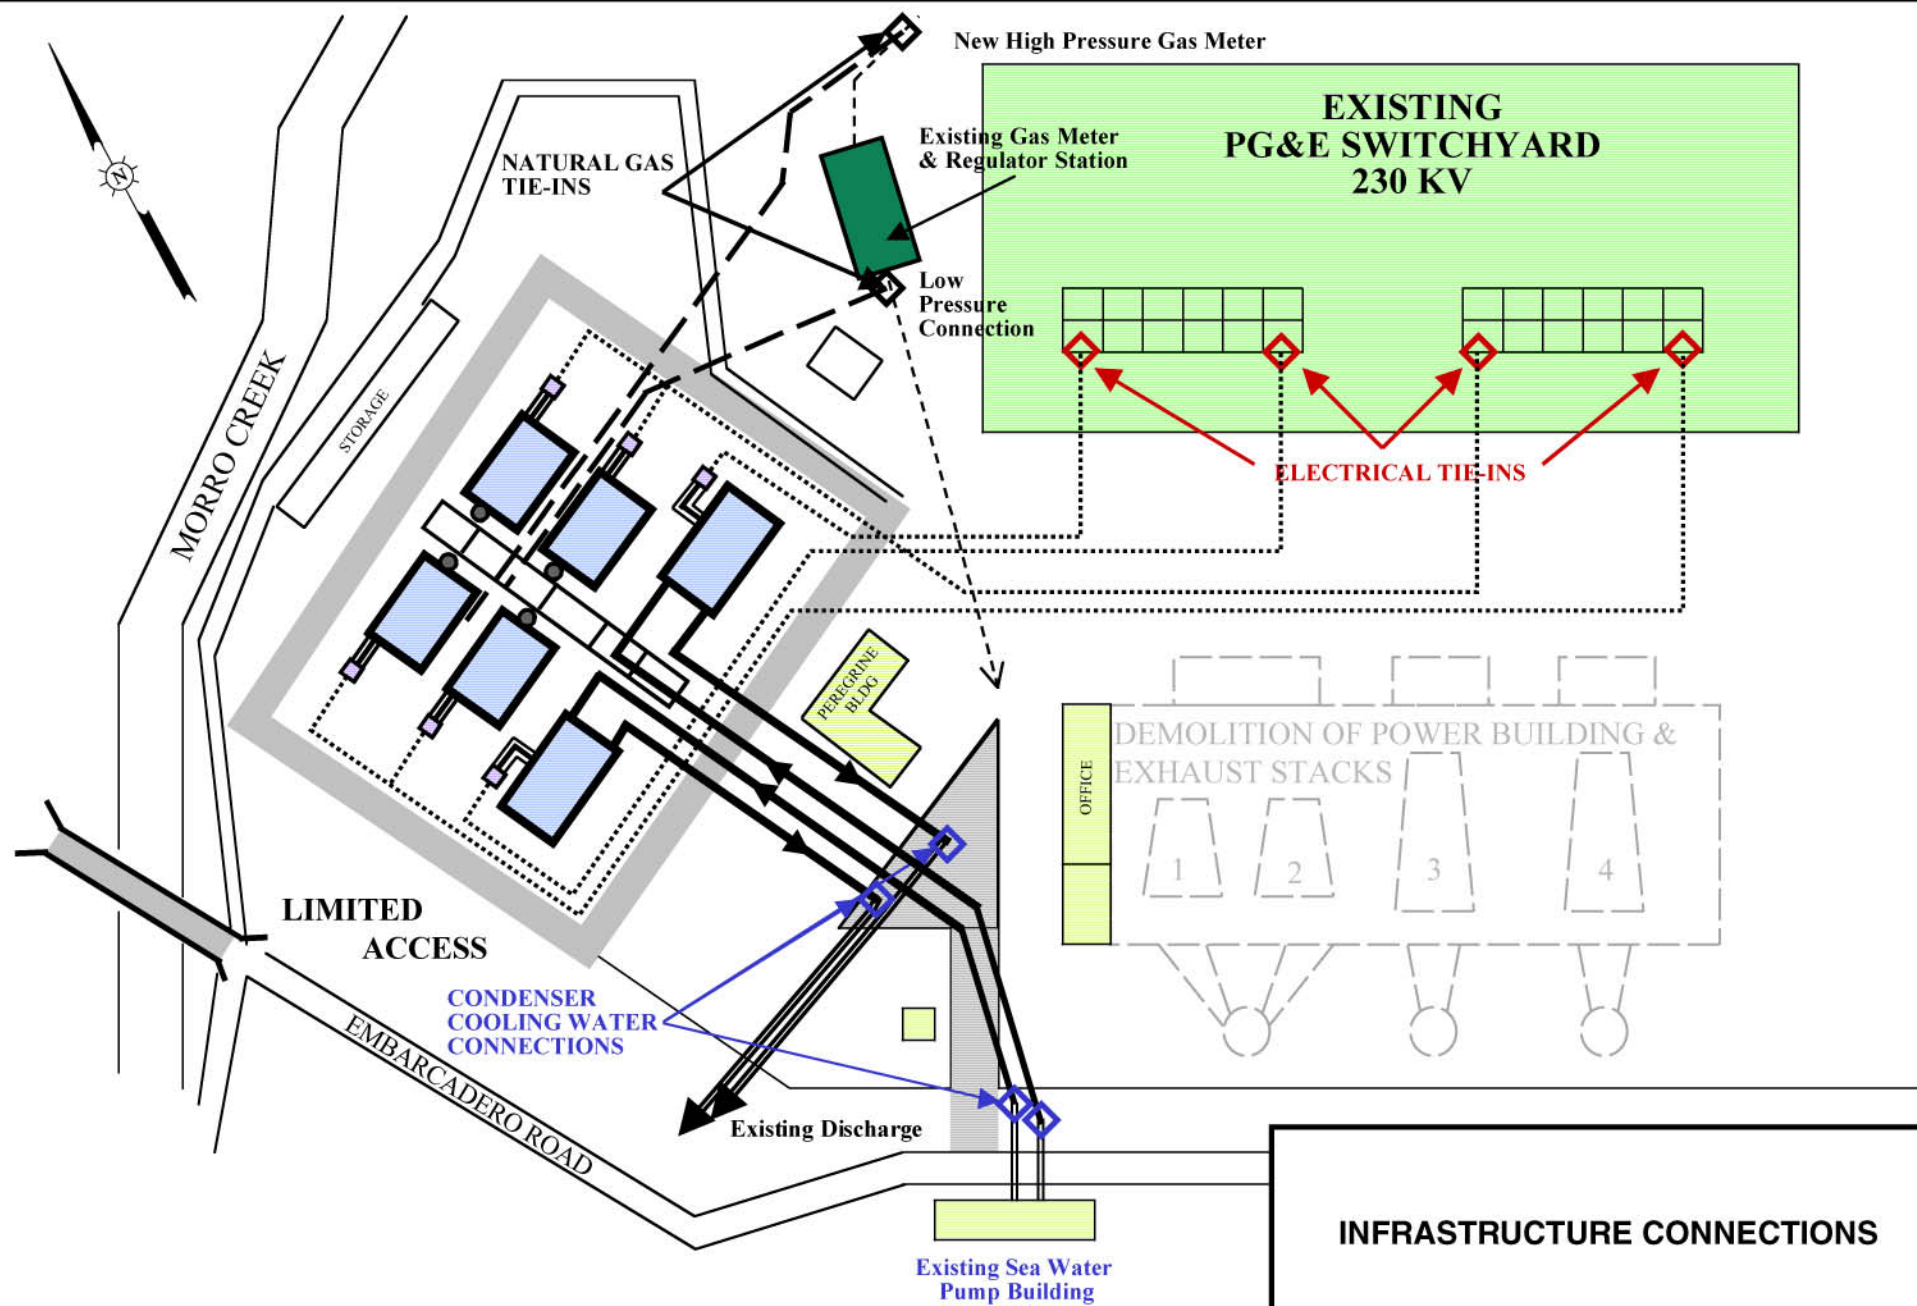 New High Pressure Gas Meter
EXISTING
PG&E SWITCHYARD
230 KV
Existing Gas Meter
& Regulator Station
NATURAL GAS
TIE-INS
N
Low
Pressure
Connection
STORAGE
MORRO CREEK
ELECTRICAL TIE-INS
PEREGRINE
BLDG
OFFICE
DEMOLITION OF POWER BUILDING &
EXHAUST STACKS
1
2
3
4
LIMITED
ACCESS
CONDENSER
COOLING WATER
CONNECTIONS
EMBARCADERO ROAD
Existing Discharge
Existing Sea Water
Pump Building
INFRASTRUCTURE CONNECTIONS